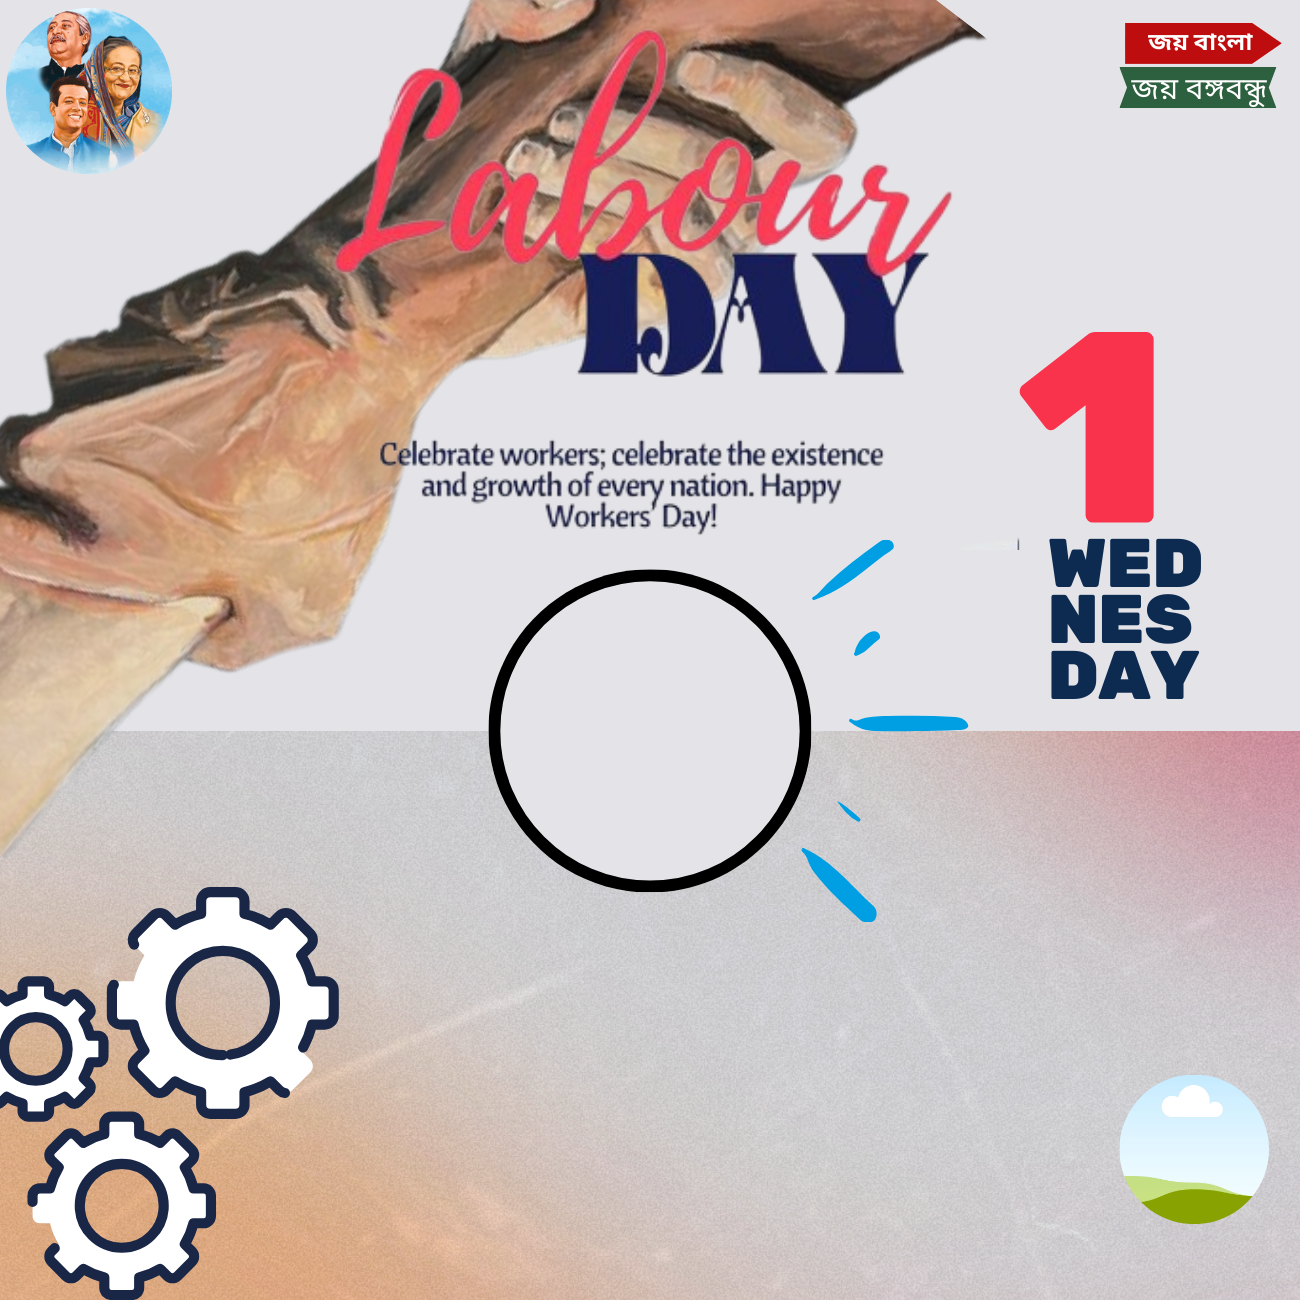 জয় বাংলা
জয় বঙ্গবন্ধু
Labour
DAY
Celebrate workers; celebrate the existence
and growth of every nation. Happy
Workers' Day!
1
WED
NES
DAY